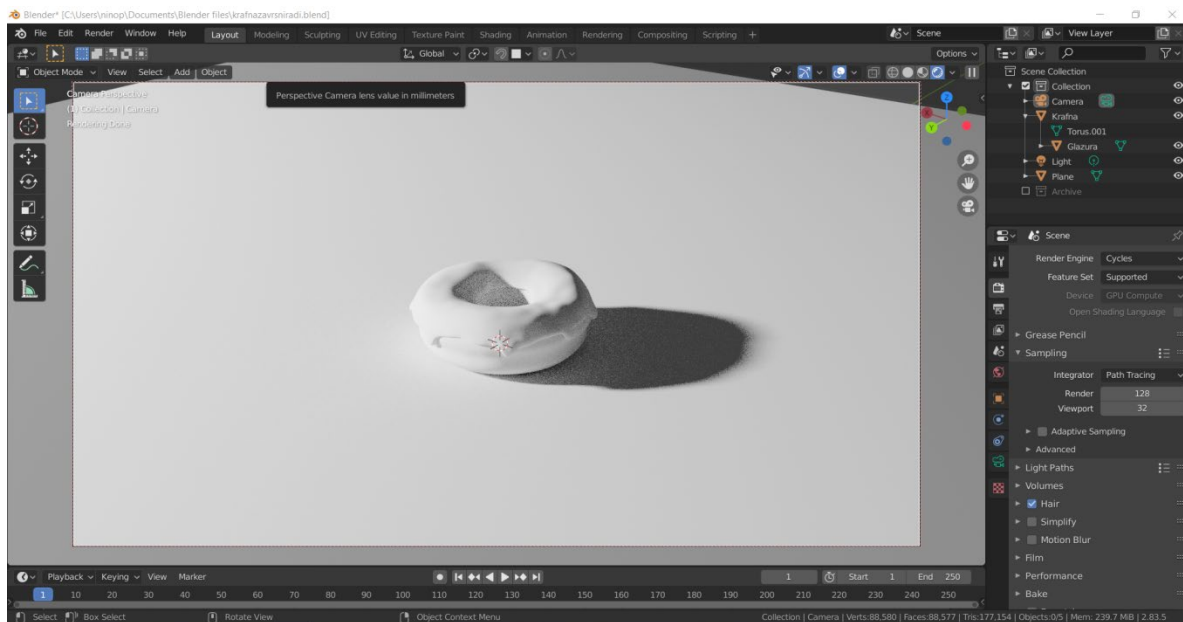 Blender* [C:\Users\ninop\Documents\Blender files\krafnazavrsniradi.blend]
File Edit Render Window Help Layout Modeling Sculpting UV Editing Texture Paint Shading Animation Rendering Compositing Scripting + Scene View Layer
Global Options
Object Mode View Select Add Object
Camera Perspective
(1) Collection | Camera
Rendering Done
Perspective Camera lens value in millimeters
Z
Y
Scene Collection
Collection
Camera
Krafna
Torus.001
Glazura
Light
Plane
Archive
Scene
Render Engine Cycles
Feature Set Supported
Device GPU Compute
Open Shading Language
Grease Pencil
Sampling
Integrator Path Tracing
Render 128
Viewport 32
Adaptive Sampling
Advanced
Light Paths
Volumes
Hair
Simplify
Motion Blur
Film
Performance
Bake
Playback Keying View Marker 1 Start 1 End 250
1 10 20 30 40 50 60 70 80 90 100 110 120 130 140 150 160 170 180 190 200 210 220 230 240 250
Select Box Select Rotate View Object Context Menu Collection | Camera | Verts:88,580 | Faces:88,577 | Tris:177,154 | Objects:0/5 | Mem: 239.7 MiB | 2.83.5